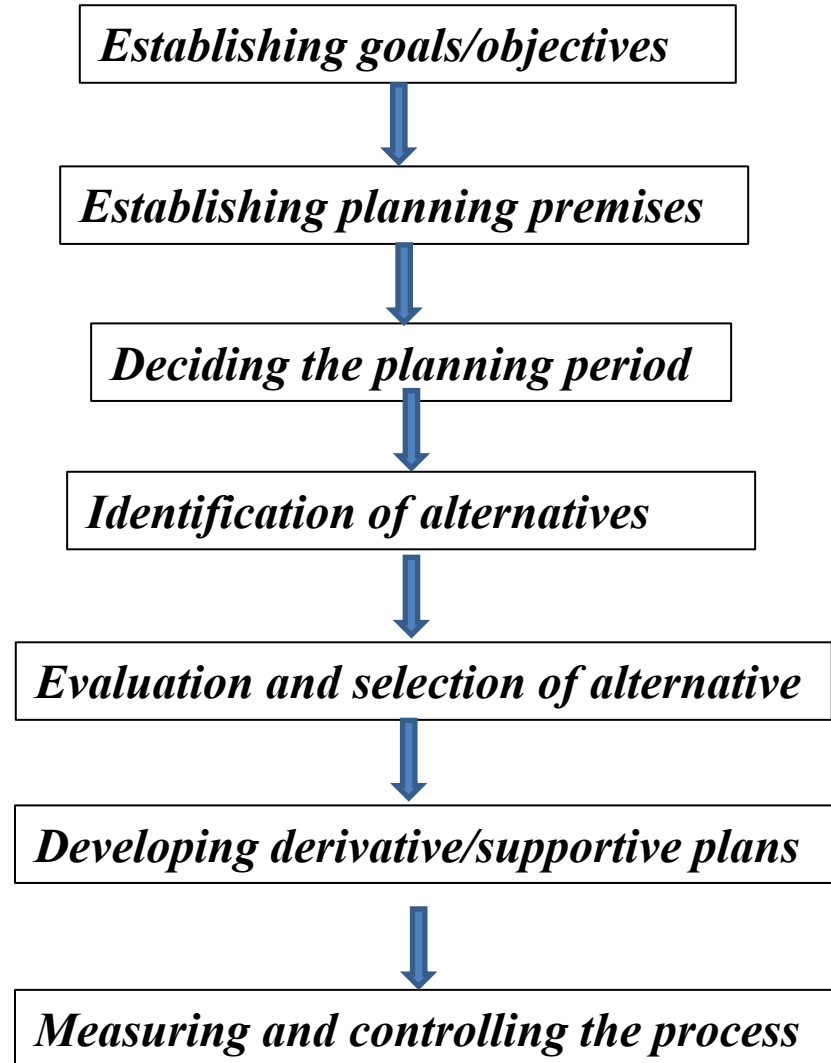 Establishing goals/objectives
Establishing planning premises
Deciding the planning period
Identification of alternatives
Evaluation and selection of alternative
Developing derivative/supportive plans
Measuring and controlling the process